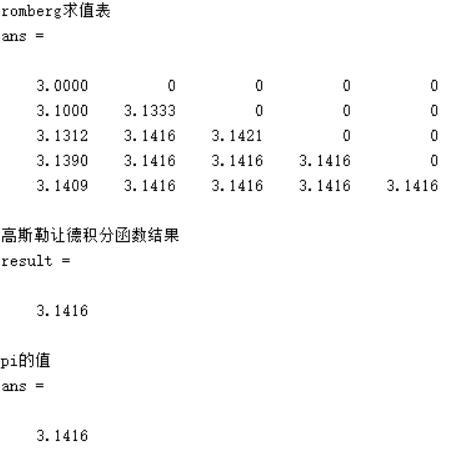 romberg求值表
ans =
3.0000 0 0 0 0
3.1000 3.1333 0 0 0
3.1312 3.1416 3.1421 0 0
3.1390 3.1416 3.1416 3.1416 0
3.1409 3.1416 3.1416 3.1416 3.1416
高斯勒让德积分函数结果
result =
3.1416
pi的值
ans =
3.1416